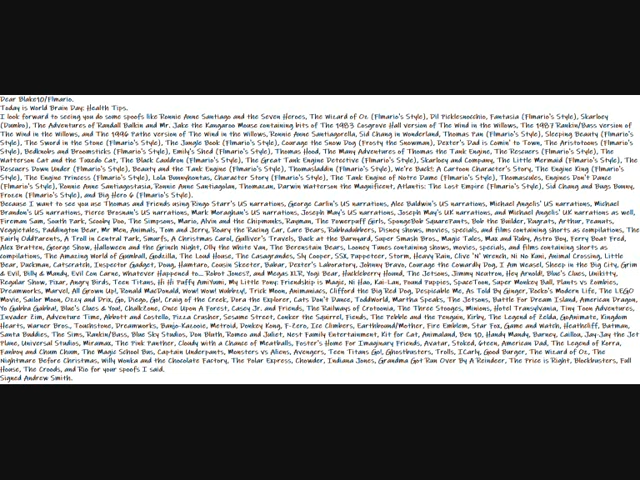 Dear Blake10/Flmario.
Today is World Brain Day: Health Tips.
I look forward to seeing you do some spoofs like Ronnie Anne Santiago and the Seven Heroes, The Wizard of Oz (Flmario's Style), Dil Picklesnocchio, Fantasia (Flmario's Style), Skarloey
(Dumbo), The Adventures of Randall Balkin and Mr. Jake the Kangaroo Mouse containing bits of The 1983 Cosgrove Hall version of The Wind in the Willows, The 1987 Rankin/Bass version of
The Wind in the Willows, and The 1996 Pathe version of The Wind in the Willows, Ronnie Anne Santiagorella, Sid Chang in Wonderland, Thomas Pan (Flmario's Style), Sleeping Beauty (Flmario's
Style), The Sword in the Stone (Flmario's Style), The Jungle Book (Flmario's Style), Courage the Snow Dog (Frosty the Snowman), Dexter's Dad is Comin' to Town, The Aristotoons (Flmario's
Style), Bedknobs and Broomsticks (Flmario's Style), Emily's Shed (Flmario's Style), Thomas Hood, The Many Adventures of Thomas the Tank Engine, The Rescuers (Flmario's Style), The
Watterson Cat and the Tuxedo Cat, The Black Cauldron (Flmario's Style), The Great Tank Engine Detective (Flmario's Style), Skarloey and Company, The Little Mermaid (Flmario's Style), The
Rescuers Down Under (Flmario's Style), Beauty and the Tank Engine (Flmario's Style), Thomasladdin (Flmario's Style), We're Back!: A Cartoon Character's Story, The Engine King (Flmario's
Style), The Engine Princess (Flmario's Style), Lola Bunnyhontas, Character Story (Flmario's Style), The Tank Engine of Notre Dame (Flmario's Style), Thomascules, Engines Don't Dance
(Flmario's Style), Ronnie Anne Santiagostasia, Ronnie Anne Santiagolan, Thomaszan, Darwin Watterson the Magnificent, Atlantis: The Lost Empire (Flmario's Style), Sid Chang and Bugs Bunny,
Frozen (Flmario's Style), and Big Hero 6 (Flmario's Style).
Because I want to see you use Thomas and Friends using Ringo Starr's US narrations, George Carlin's US narrations, Alec Baldwin's US narrations, Michael Angelis' US narrations, Michael
Brandon's US narrations, Pierce Brosnan's US narrations, Mark Moraghan's US narrations, Joseph May's US narrations, Joseph May's UK narrations, and Michael Angelis' UK narrations as well,
Fireman Sam, South Park, Scooby Doo, The Simpsons, Mario, Alvin and the Chipmunks, Rayman, The Powerpuff Girls, SpongeBob SquarePants, Bob the Builder, Rugrats, Arthur, Peanuts,
Veggietales, Paddington Bear, Mr Men, Animals, Tom and Jerry, Roary the Racing Car, Care Bears, Rubbadubbers, Disney shows, movies, specials, and films containing shorts as compilations, The
Fairly OddParents, A Troll in Central Park, Smurfs, A Christmas Carol, Gulliver's Travels, Back at the Barnyard, Super Smash Bros, Magic Tales, Max and Ruby, Astro Boy, Ferry Boat Fred,
Alex Bratten, George Show, Halloween and the Grinch Night, Olly the White Van, The Berenstain Bears, Looney Tunes containing shows, movies, specials, and films containing shorts as
compilations, The Amazing World of Gumball, Godzilla, The Loud House, The Casagrandes, Sly Cooper, SSX, Puppeteer, Storm, Heavy Rain, Clive 'N' Wrench, Ni No Kuni, Animal Crossing, Little
Bear, Duckman, Catscratch, Inspector Gadget, Doug, Hamtaro, Cousin Skeeter, Babar, Dexter's Laboratory, Johnny Bravo, Courage the Cowardly Dog, I Am Weasel, Sheep in the Big City, Grim
& Evil, Billy & Mandy, Evil Con Carne, Whatever Happened to... Robot Jones?, and Megas XLR, Yogi Bear, Huckleberry Hound, The Jetsons, Jimmy Neutron, Hey Arnold!, Blue's Clues, Unikitty,
Regular Show, Pixar, Angry Birds, Teen Titans, Hi Hi Puffy AmiYumi, My Little Pony: Friendship is Magic, Ni Hao, Kai-Lan, Pound Puppies, SpaceToon, Super Monkey Ball, Plants vs Zombies,
Dreamworks, Marvel, All Grown Up!, Ronald MacDonald, Wow! Wow! Wubbzy!, Trick Moon, Animaniacs, Clifford the Big Red Dog, Despicable Me, As Told By Ginger, Rocko's Modern Life, The LEGO
Movie, Sailor Moon, Ozzy and Drix, Go, Diego, Go!, Craig of the Creek, Dora the Explorer, Cats Don't Dance, ToddWorld, Martha Speaks, The Jetsons, Battle For Dream Island, American Dragon,
Yo Gabba Gabba!, Blue's Clues & You!, ChalkZone, Once Upon A Forest, Casey Jr. and Friends, The Railways of Crotoonia, The Three Stooges, Minions, Hotel Transylvania, Tiny Toon Adventures,
Invader Zim, Adventure Time, Abbott and Costello, Pizza Crusher, Sesame Street, Conker the Squirrel, Fiends, The Pebble and the Penguin, Kirby, The Legend of Zelda, GoAnimate, Kingdom
Hearts, Warner Bros., Toontown, Dreamworks, Banjo-Kazooie, Metroid, Donkey Kong, F-Zero, Ice Climbers, Earthbound/Mother, Fire Emblem, Star Fox, Game and Watch, Heathcliff, Batman,
Santa Buddies, The Sims, Rankin/Bass, Blue Sky Studios, Don Bluth, Romeo and Juliet, Nest Family Entertainment, Kit for Cat, Animaland, Ben 10, Handy Mandy, Barney, Caillou, Jay Jay the Jet
Plane, Universal Studios, Miramax, The Pink Panther, Cloudy with a Chance of Meatballs, Foster's Home For Imaginary Friends, Avatar, Stoked, 6teen, American Dad, The Legend of Korra,
Fanboy and Chum Chum, The Magic School Bus, Captain Underpants, Monsters vs Aliens, Avengers, Teen Titans Go!, Ghostbusters, Trolls, ICarly, Good Burger, The Wizard of Oz, The
Nightmare Before Christmas, Willy Wonka and the Chocolate Factory, The Polar Express, Chowder, Indiana Jones, Grandma Got Run Over By A Reindeer, The Price is Right, Blockbusters, Full
House, The Croods, and Rio for your spoofs I said.
Signed Andrew Smith.